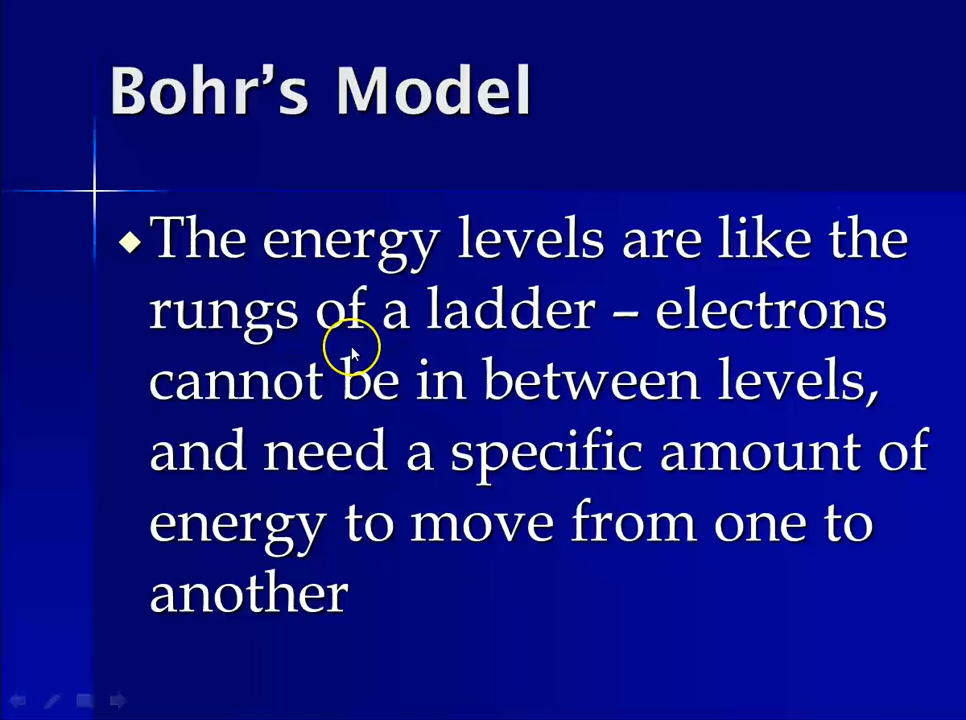 Bohr’s Model
The energy levels are like the
rungs of a ladder – electrons
cannot be in between levels,
and need a specific amount of
energy to move from one to
another